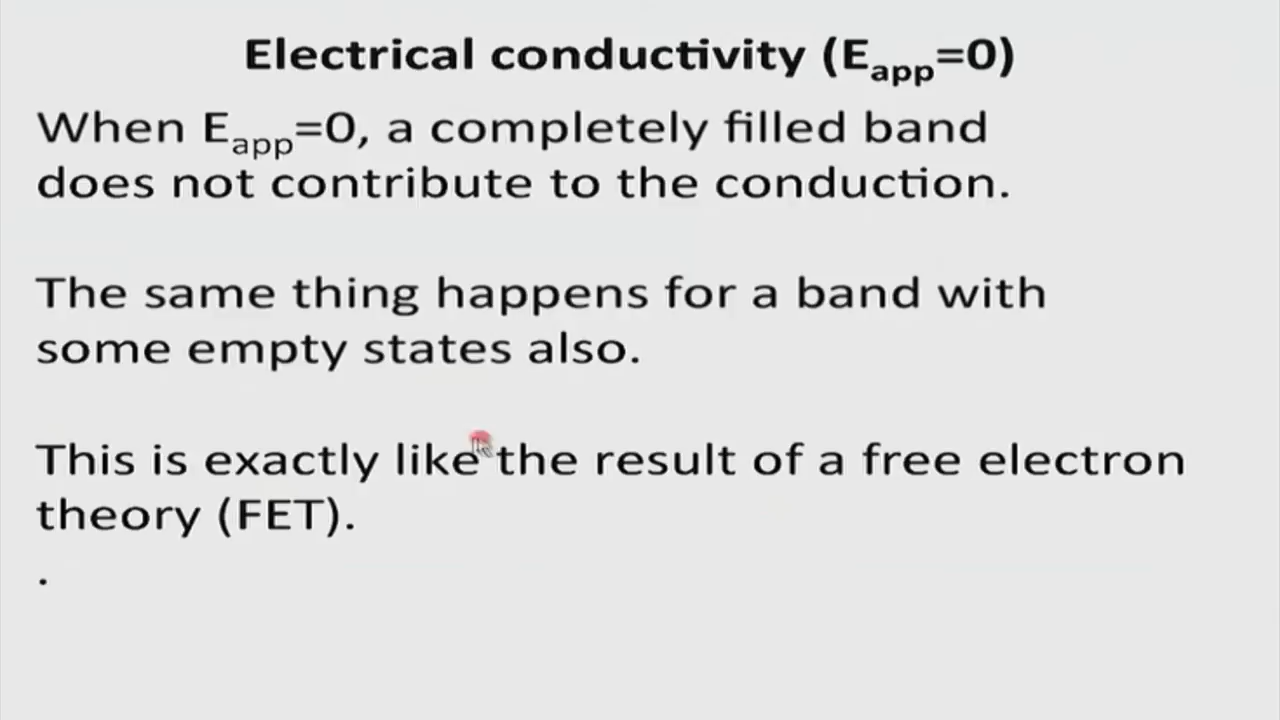 Electrical conductivity (Eapp=0)
When Eapp=0, a completely filled band
does not contribute to the conduction.
The same thing happens for a band with
some empty states also.
This is exactly like the result of a free electron
theory (FET).
.